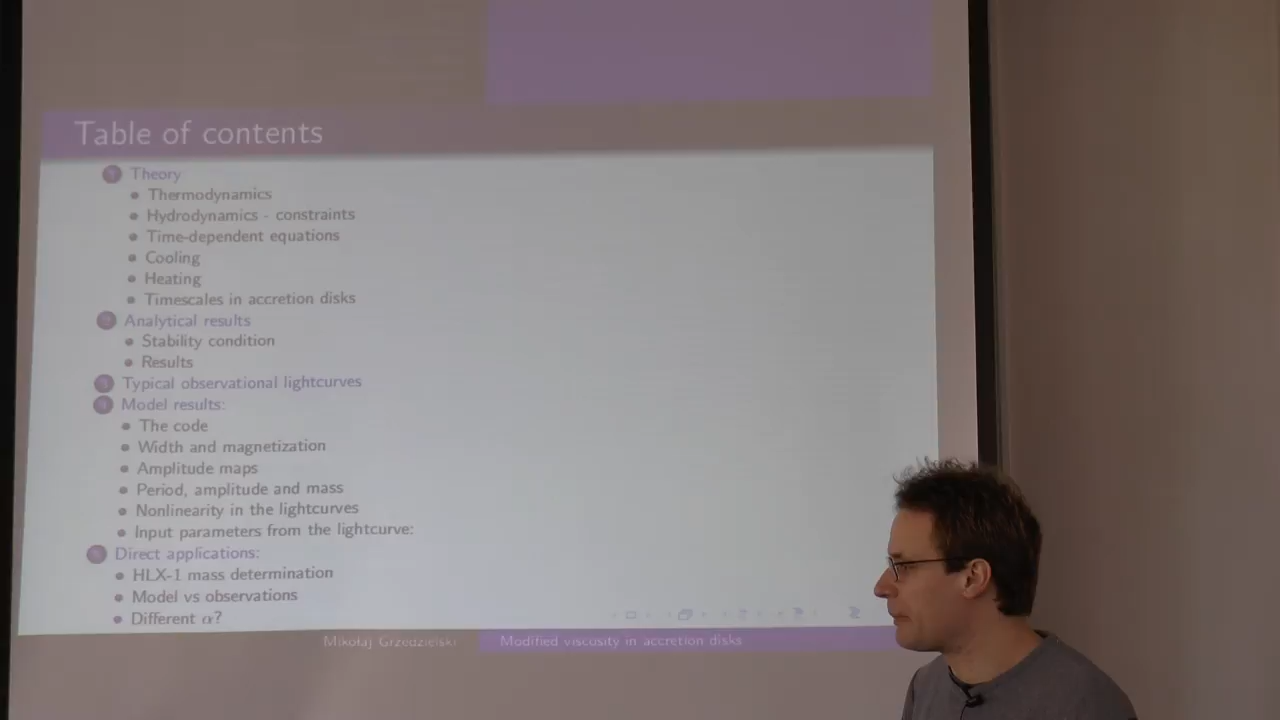 Table of contents
Theory
Thermodynamics
Hydrodynamics - constraints
Time-dependent equations
Cooling
Heating
Timescales in accretion disks
Analytical results
Stability condition
Results
Typical observational lightcurves
Model results:
The code
Width and magnetization
Amplitude maps
Period, amplitude and mass
Nonlinearity in the lightcurves
Input parameters from the lightcurve:
Direct applications:
HLX-1 mass determination
Model vs observations
Different α?
Mikołaj Grzedzielski Modified viscosity in accretion disks